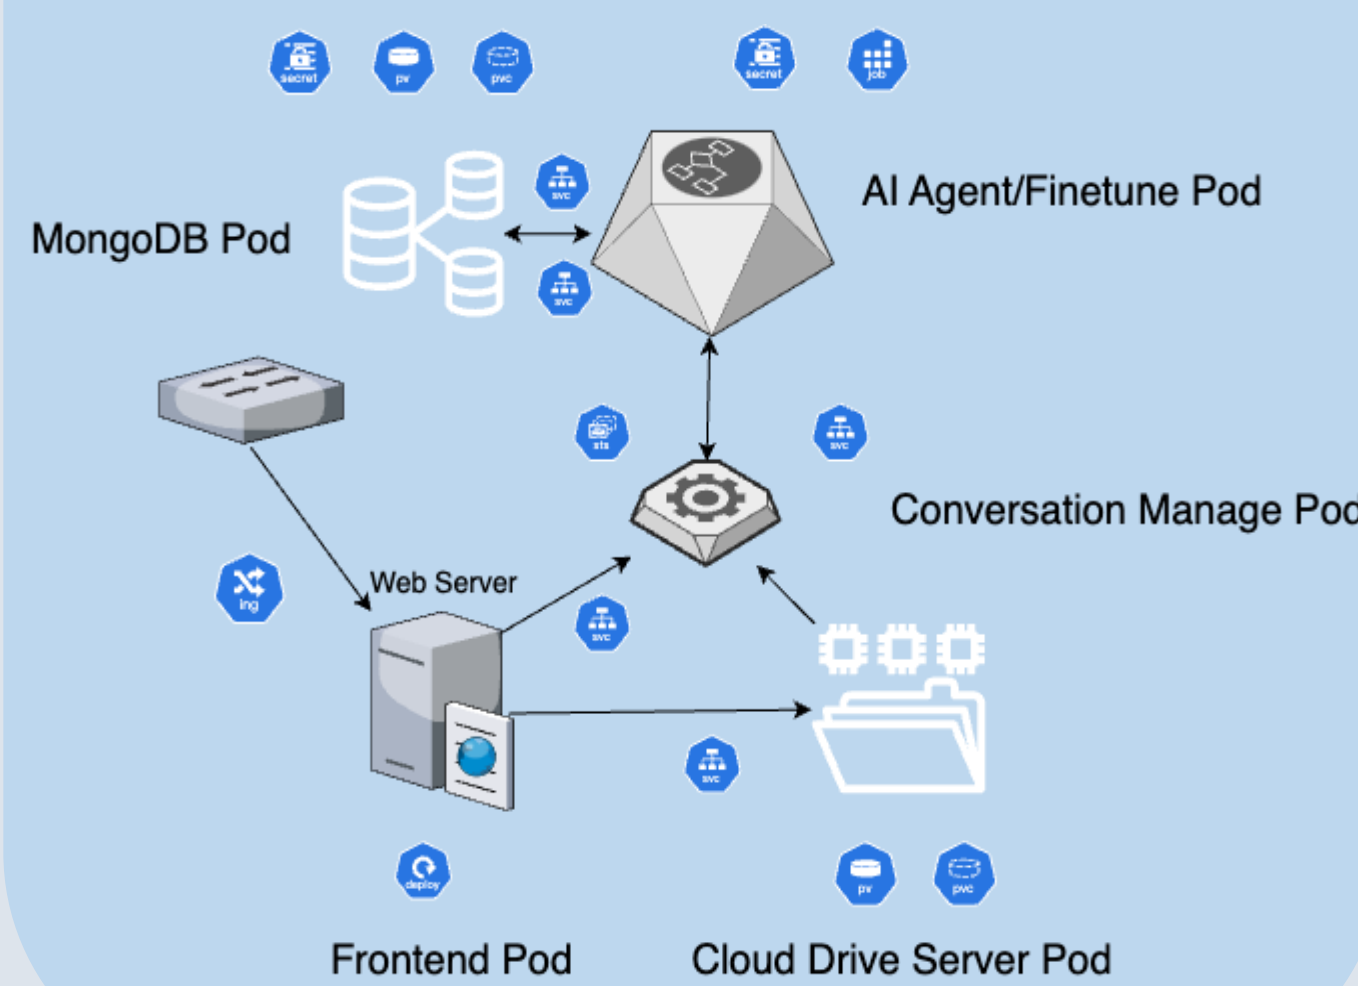 secret
pv
pvc
secret
job
svc
AI Agent/Finetune Pod
MongoDB Pod
svc
sts
svc
Conversation Manage Pod
ing
Web Server
svc
svc
deploy
pv
pvc
Frontend Pod
Cloud Drive Server Pod